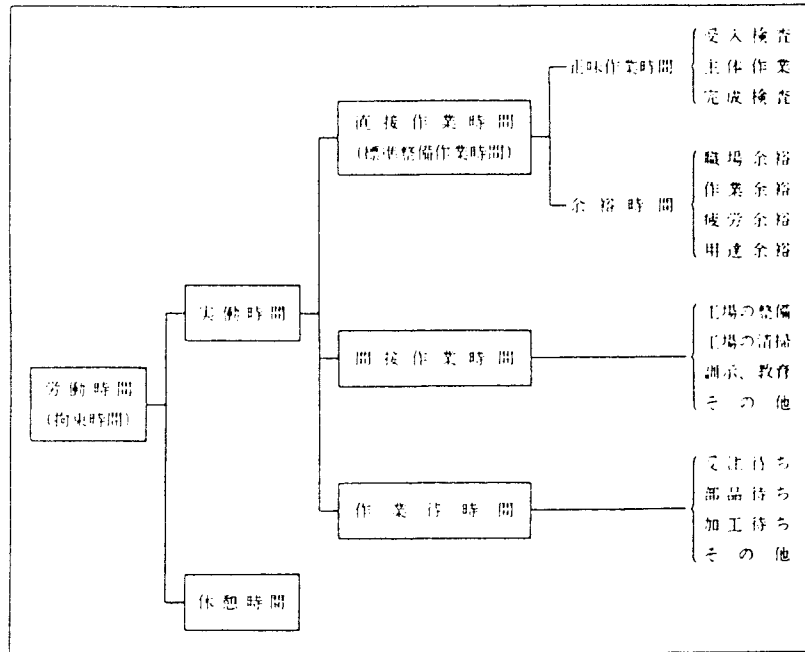 受入検査
主体作業
完成検査
正味作業時間
直接作業時間
(標準整備作業時間)
職場余裕
作業余裕
疲労余裕
用達余裕
余裕時間
実働時間
工場の整備
工場の清掃
訓示、教育
その他
間接作業時間
労働時間
(拘束時間)
受注待ち
部品待ち
加工待ち
その他
作業待時間
休憩時間